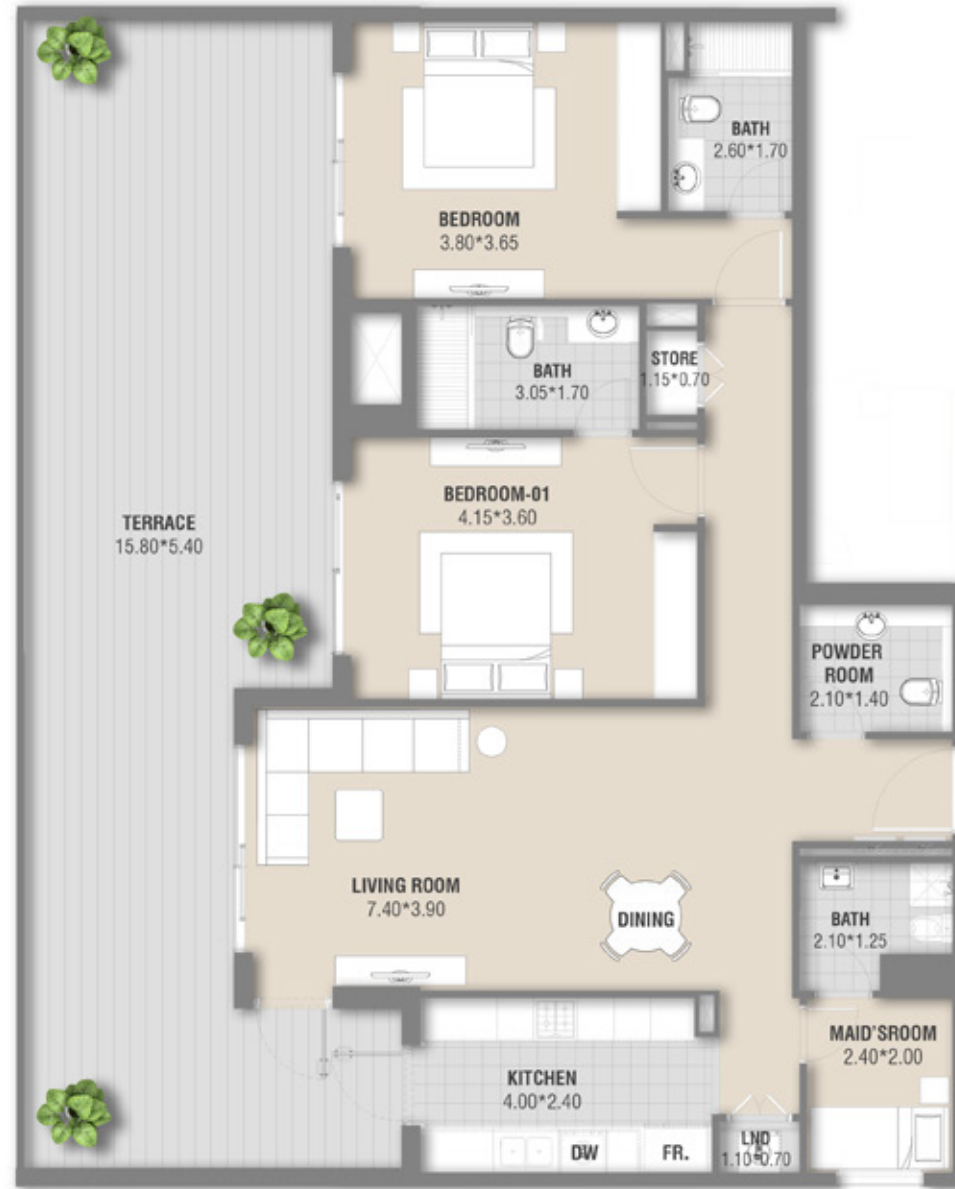 BATH
2.60*1.70
BEDROOM
3.80*3.65
STORE
1.15*0.70
BATH
3.05*1.70
BEDROOM-01
4.15*3.60
TERRACE
15.80*5.40
POWDER
ROOM
2.10*1.40
LIVING ROOM
7.40*3.90
DINING
BATH
2.10*1.25
MAID'SROOM
2.40*2.00
KITCHEN
4.00*2.40
DW
FR.
LND
1.10*0.70